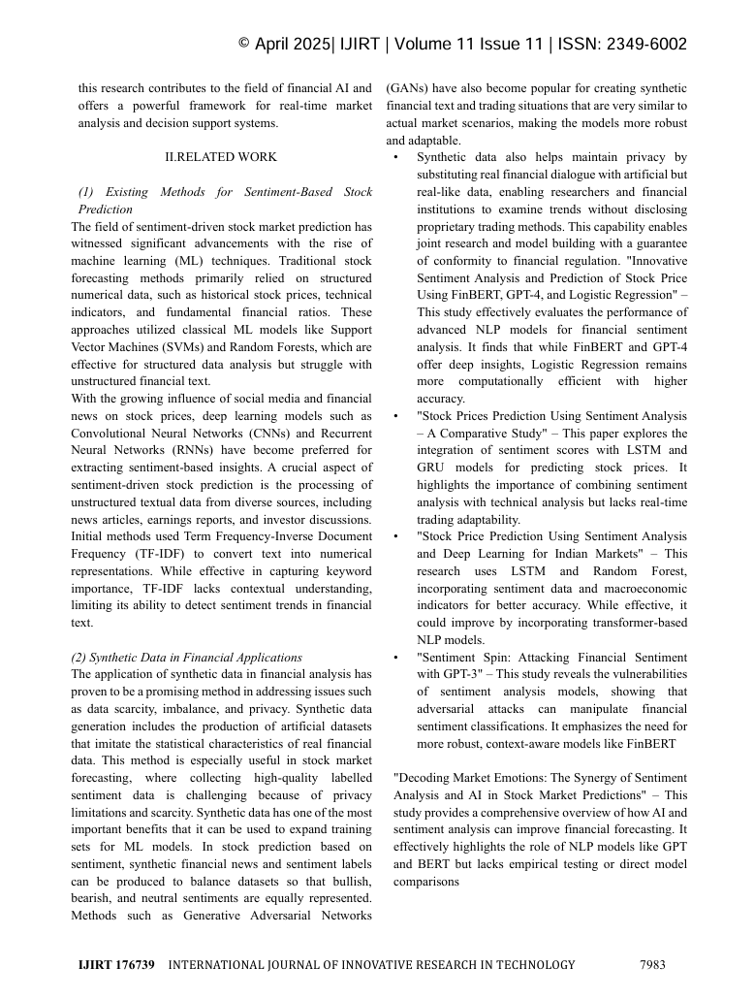 © April 2025| IJIRT | Volume 11 Issue 11 | ISSN: 2349-6002
this research contributes to the field of financial AI and
offers a powerful framework for real-time market
analysis and decision support systems.
II.RELATED WORK
(1) Existing Methods for Sentiment-Based Stock
Prediction
The field of sentiment-driven stock market prediction has
witnessed significant advancements with the rise of
machine learning (ML) techniques. Traditional stock
forecasting methods primarily relied on structured
numerical data, such as historical stock prices, technical
indicators, and fundamental financial ratios. These
approaches utilized classical ML models like Support
Vector Machines (SVMs) and Random Forests, which are
effective for structured data analysis but struggle with
unstructured financial text.
With the growing influence of social media and financial
news on stock prices, deep learning models such as
Convolutional Neural Networks (CNNs) and Recurrent
Neural Networks (RNNs) have become preferred for
extracting sentiment-based insights. A crucial aspect of
sentiment-driven stock prediction is the processing of
unstructured textual data from diverse sources, including
news articles, earnings reports, and investor discussions.
Initial methods used Term Frequency-Inverse Document
Frequency (TF-IDF) to convert text into numerical
representations. While effective in capturing keyword
importance, TF-IDF lacks contextual understanding,
limiting its ability to detect sentiment trends in financial
text.
(2) Synthetic Data in Financial Applications
The application of synthetic data in financial analysis has
proven to be a promising method in addressing issues such
as data scarcity, imbalance, and privacy. Synthetic data
generation includes the production of artificial datasets
that imitate the statistical characteristics of real financial
data. This method is especially useful in stock market
forecasting, where collecting high-quality labelled
sentiment data is challenging because of privacy
limitations and scarcity. Synthetic data has one of the most
important benefits that it can be used to expand training
sets for ML models. In stock prediction based on
sentiment, synthetic financial news and sentiment labels
can be produced to balance datasets so that bullish,
bearish, and neutral sentiments are equally represented.
Methods such as Generative Adversarial Networks
(GANs) have also become popular for creating synthetic
financial text and trading situations that are very similar to
actual market scenarios, making the models more robust
and adaptable.
• Synthetic data also helps maintain privacy by
substituting real financial dialogue with artificial but
real-like data, enabling researchers and financial
institutions to examine trends without disclosing
proprietary trading methods. This capability enables
joint research and model building with a guarantee
of conformity to financial regulation. "Innovative
Sentiment Analysis and Prediction of Stock Price
Using FinBERT, GPT-4, and Logistic Regression" –
This study effectively evaluates the performance of
advanced NLP models for financial sentiment
analysis. It finds that while FinBERT and GPT-4
offer deep insights, Logistic Regression remains
more computationally efficient with higher
accuracy.
• "Stock Prices Prediction Using Sentiment Analysis
– A Comparative Study" – This paper explores the
integration of sentiment scores with LSTM and
GRU models for predicting stock prices. It
highlights the importance of combining sentiment
analysis with technical analysis but lacks real-time
trading adaptability.
• "Stock Price Prediction Using Sentiment Analysis
and Deep Learning for Indian Markets" – This
research uses LSTM and Random Forest,
incorporating sentiment data and macroeconomic
indicators for better accuracy. While effective, it
could improve by incorporating transformer-based
NLP models.
• "Sentiment Spin: Attacking Financial Sentiment
with GPT-3" – This study reveals the vulnerabilities
of sentiment analysis models, showing that
adversarial attacks can manipulate financial
sentiment classifications. It emphasizes the need for
more robust, context-aware models like FinBERT
"Decoding Market Emotions: The Synergy of Sentiment
Analysis and AI in Stock Market Predictions" – This
study provides a comprehensive overview of how AI and
sentiment analysis can improve financial forecasting. It
effectively highlights the role of NLP models like GPT
and BERT but lacks empirical testing or direct model
comparisons
IJIRT 176739 INTERNATIONAL JOURNAL OF INNOVATIVE RESEARCH IN TECHNOLOGY 7983